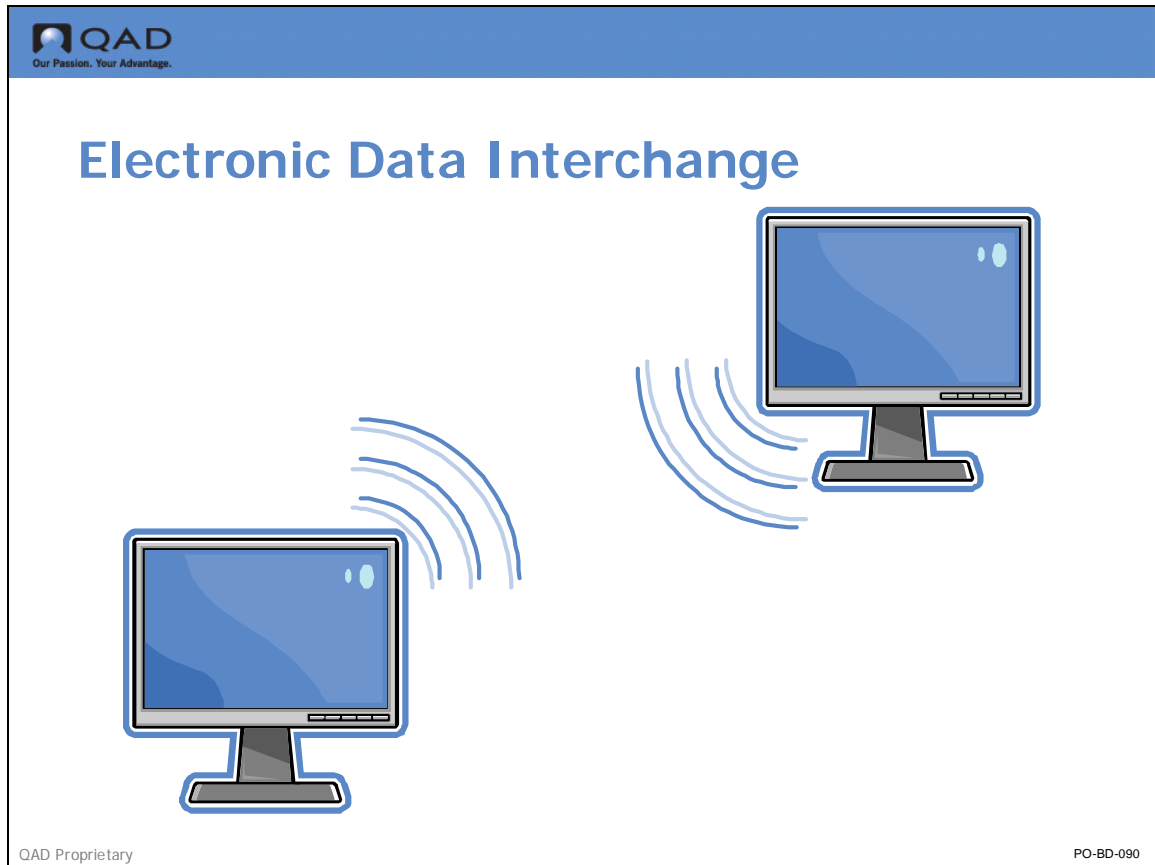 QAD
Our Passion. Your Advantage.
Electronic Data Interchange
QAD Proprietary
PO-BD-090